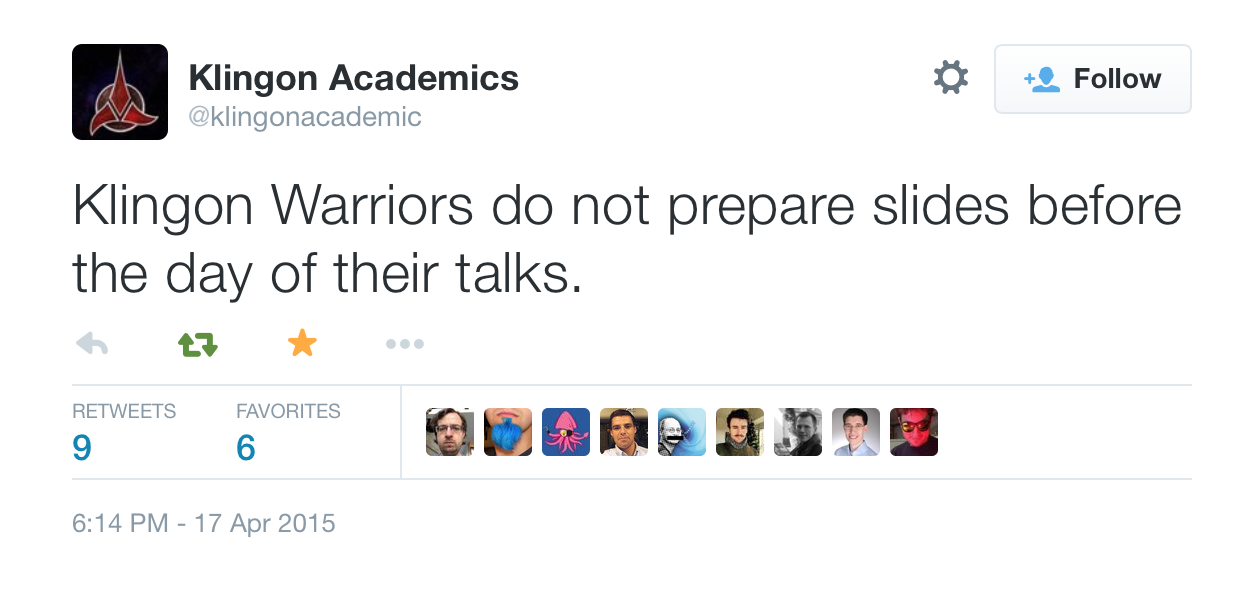 Klingon Academics
@klingonacademic
Follow
Klingon Warriors do not prepare slides before
the day of their talks.
RETWEETS FAVORITES
9 6
6:14 PM - 17 Apr 2015